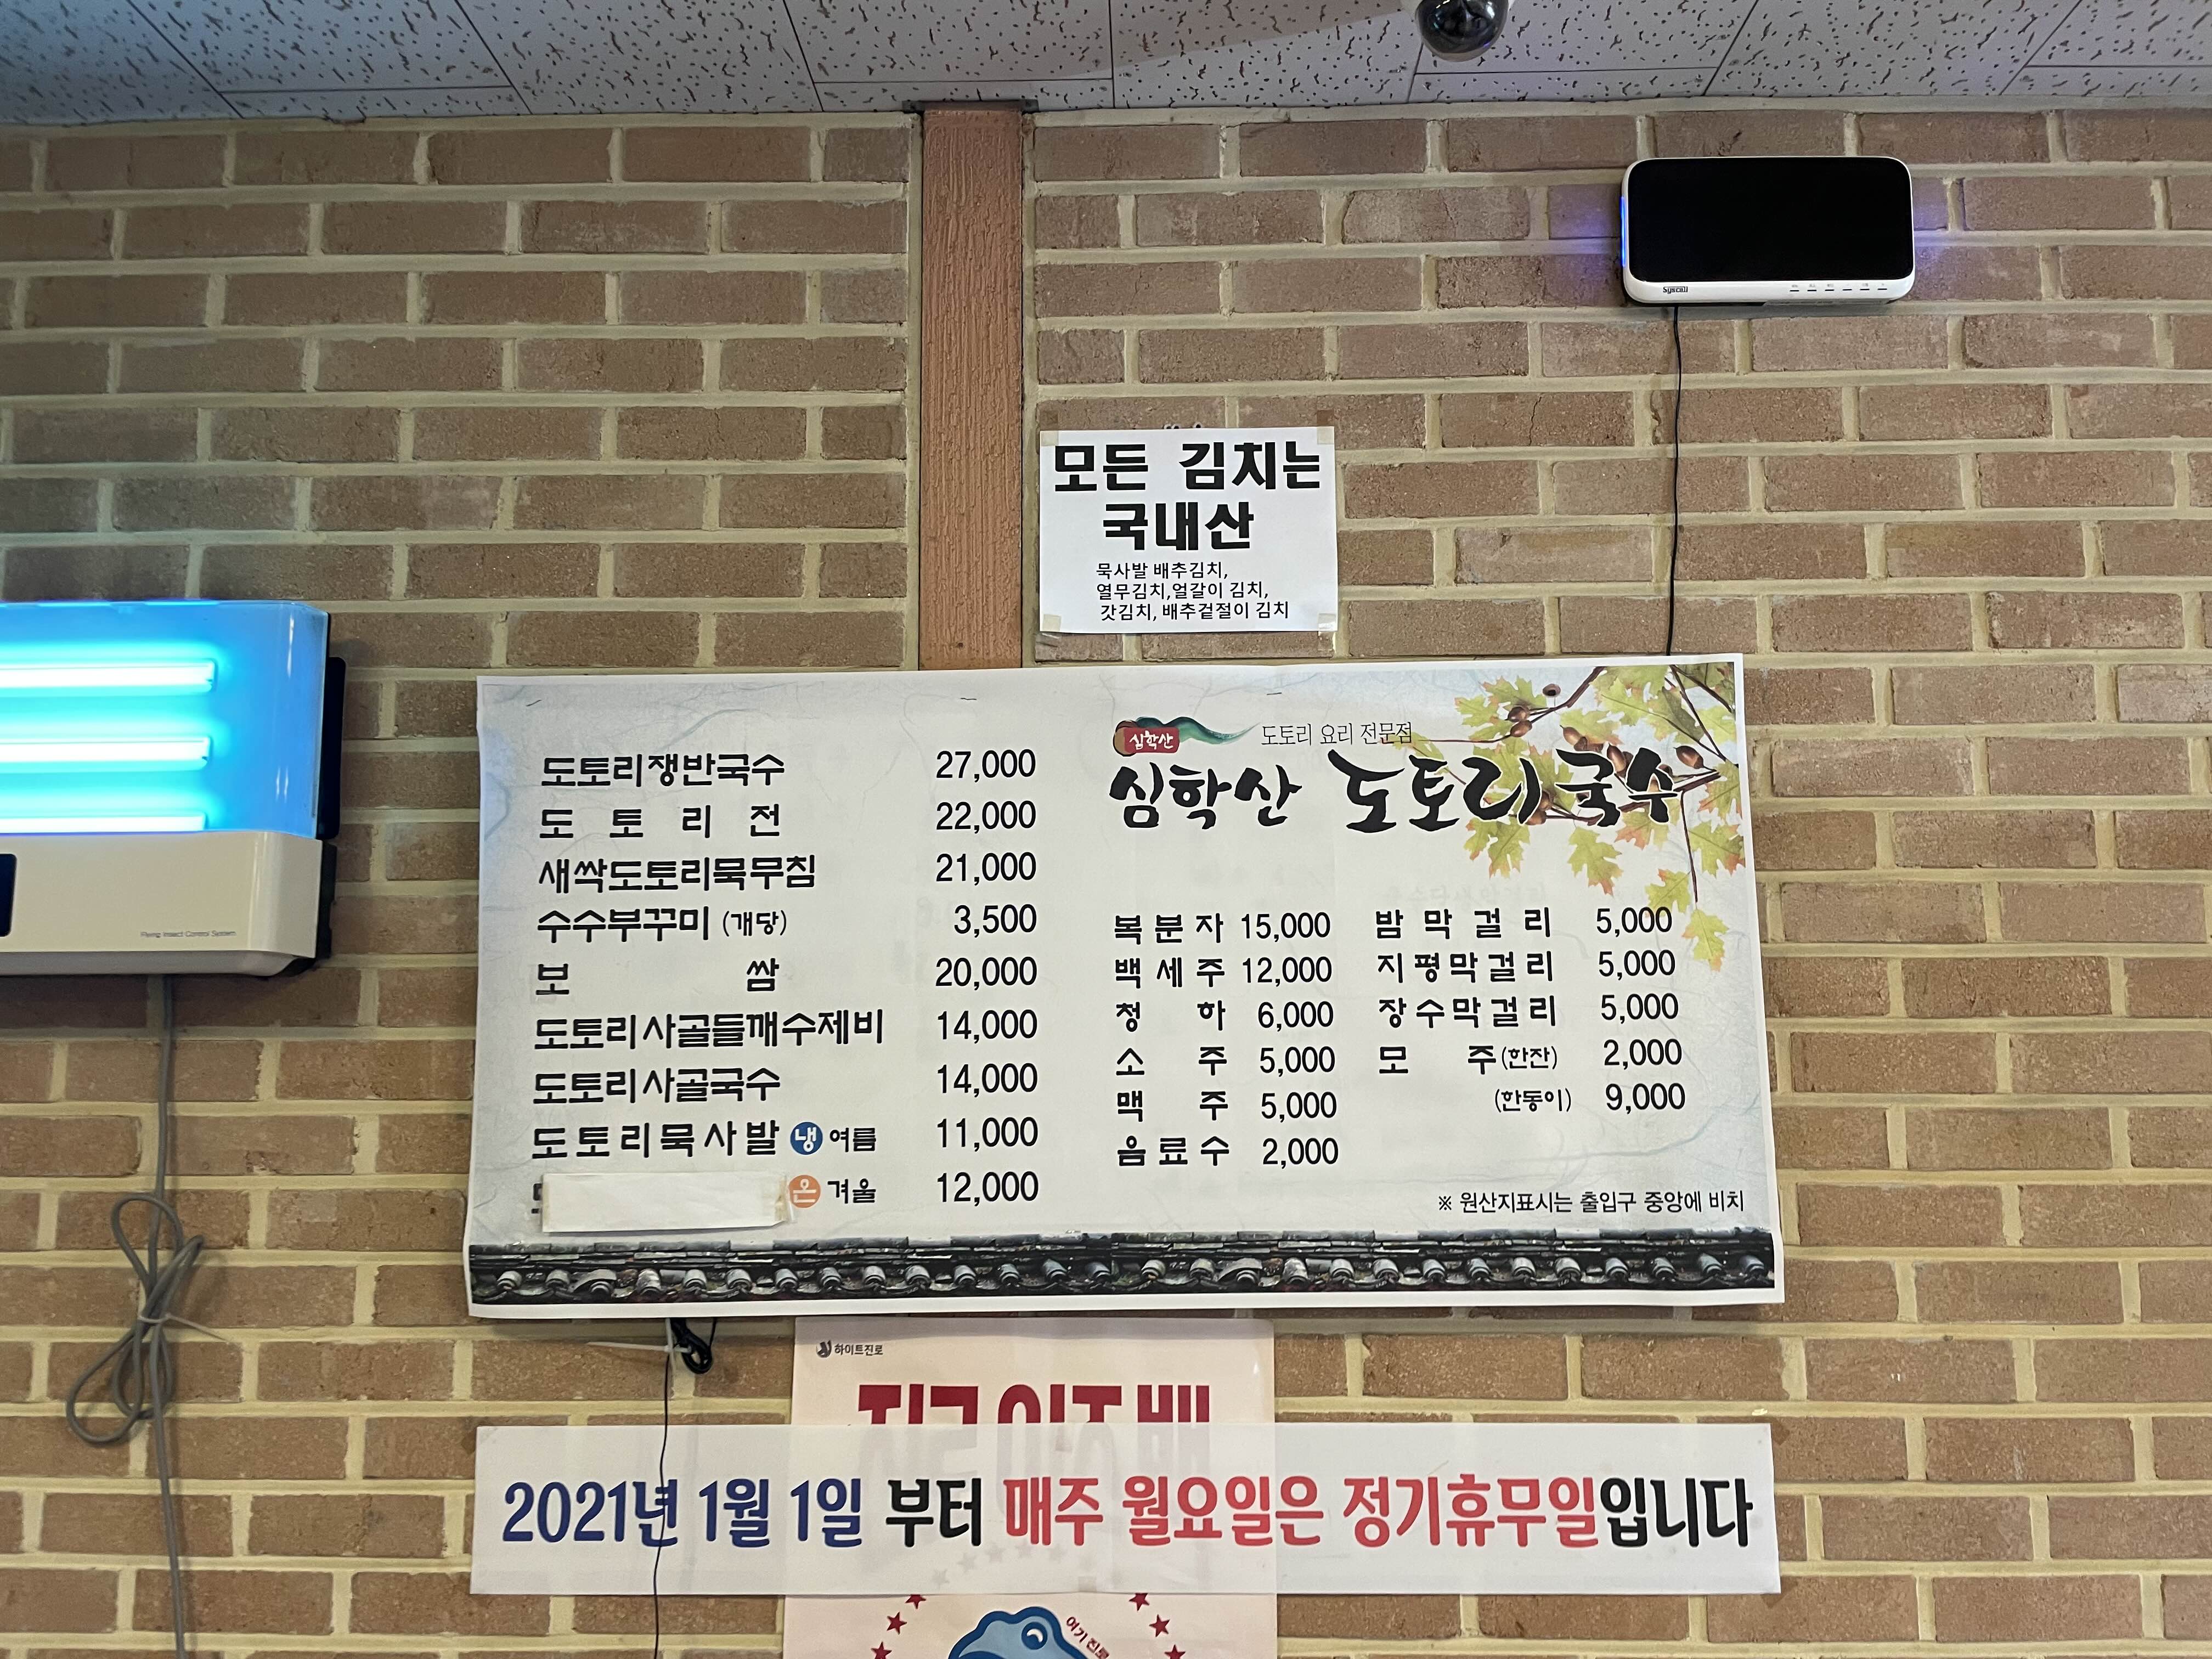 Syscall
모든 김치는
국내산
묵사발 배추김치,
열무김치,얼갈이 김치,
갓김치, 배추겉절이 김치
Flying Insect Control System
심학산
도토리 요리 전문점
심학산 도토리국수
도토리쟁반국수 27,000
도토리전 22,000
새싹도토리묵무침 21,000
수수부꾸미 (개당) 3,500
보쌈 20,000
도토리사골들깨수제비 14,000
도토리사골국수 14,000
도토리묵사발 냉 여름 11,000
온 겨울 12,000
복분자 15,000
백세주 12,000
청하 6,000
소주 5,000
맥주 5,000
음료수 2,000
밤막걸리 5,000
지평막걸리 5,000
장수막걸리 5,000
모주(한잔) 2,000
(한동이) 9,000
※ 원산지표시는 출입구 중앙에 비치
하이트진로
2021년 1월 1일 부터 매주 월요일은 정기휴무일입니다
여기 진로